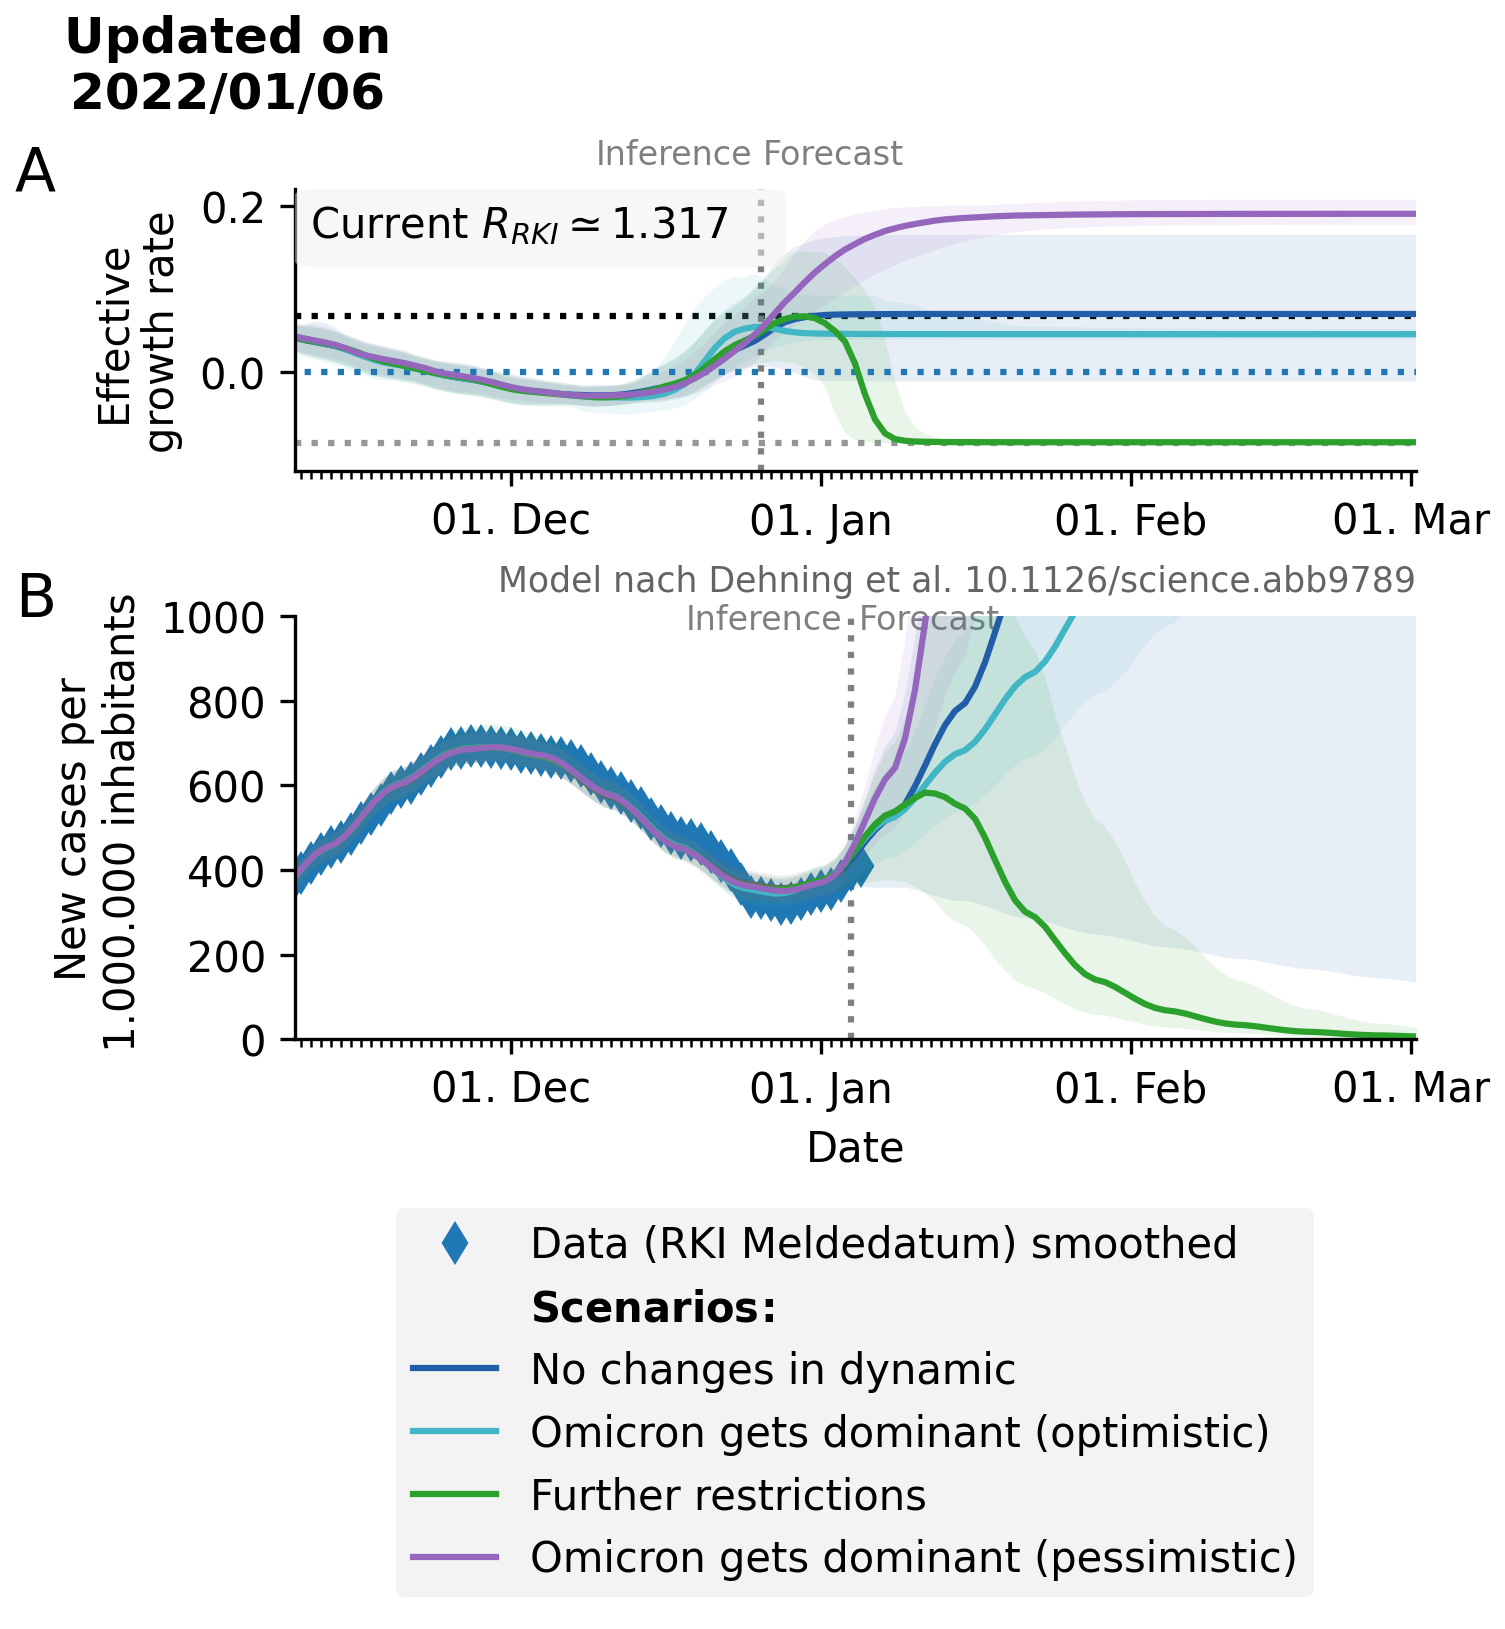 Updated on
2022/01/06
A
Inference Forecast
Current R_RKI ≃ 1.317
Effective
growth rate
0.2
0.0
01. Dec 01. Jan 01. Feb 01. Mar
B
Model nach Dehning et al. 10.1126/science.abb9789
Inference Forecast
New cases per
1.000.000 inhabitants
1000
800
600
400
200
0
01. Dec 01. Jan 01. Feb 01. Mar
Date
Data (RKI Meldedatum) smoothed
Scenarios:
No changes in dynamic
Omicron gets dominant (optimistic)
Further restrictions
Omicron gets dominant (pessimistic)